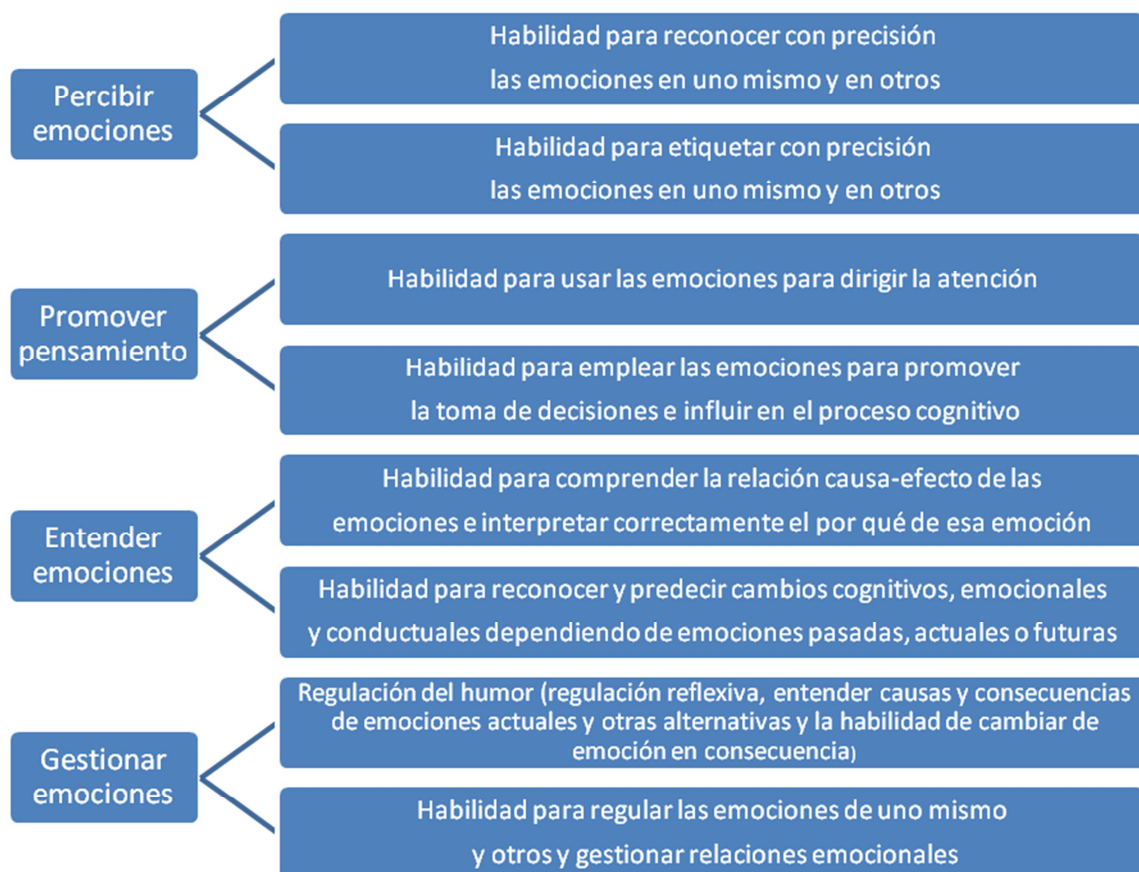 Percibir
emociones
Habilidad para reconocer con precisión
las emociones en uno mismo y en otros
Habilidad para etiquetar con precisión
las emociones en uno mismo y en otros
Promover
pensamiento
Habilidad para usar las emociones para dirigir la atención
Habilidad para emplear las emociones para promover
la toma de decisiones e influir en el proceso cognitivo
Entender
emociones
Habilidad para comprender la relación causa-efecto de las
emociones e interpretar correctamente el por qué de esa emoción
Habilidad para reconocer y predecir cambios cognitivos, emocionales
y conductuales dependiendo de emociones pasadas, actuales o futuras
Gestionar
emociones
Regulación del humor (regulación reflexiva, entender causas y consecuencias
de emociones actuales y otras alternativas y la habilidad de cambiar de
emoción en consecuencia)
Habilidad para regular las emociones de uno mismo
y otros y gestionar relaciones emocionales